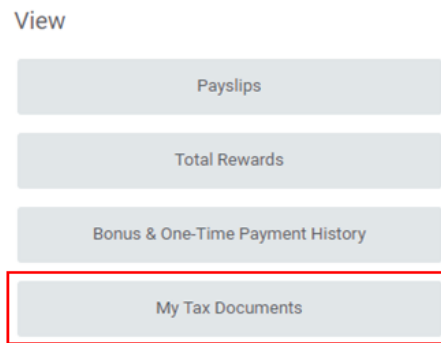 View
Payslips
Total Rewards
Bonus & One-Time Payment History
My Tax Documents